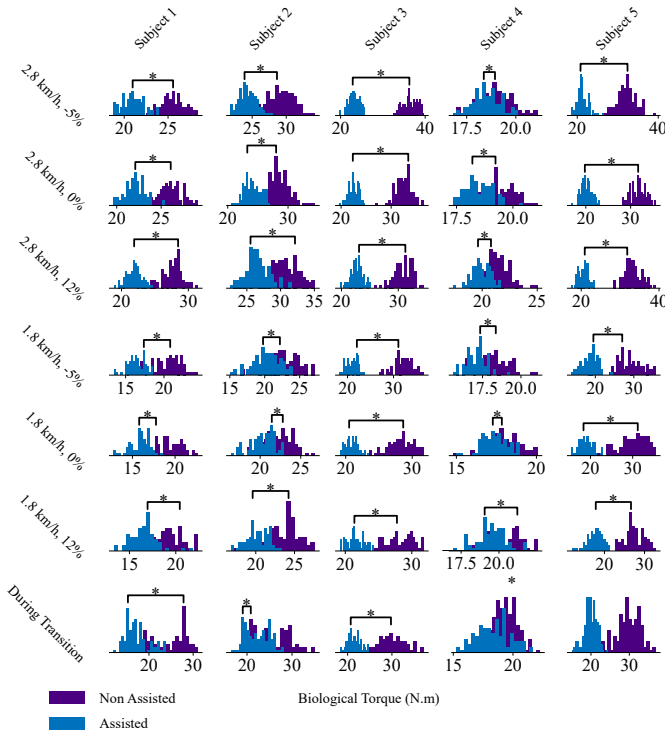 Subject 1 Subject 2 Subject 3 Subject 4 Subject 5
2.8 km/h, -5%
* * * * *
20 25 25 30 20 40 17.5 20.0 20 40
2.8 km/h, 0%
* * * * *
20 25 20 30 20 30 17.5 20.0 20 30
2.8 km/h, 12%
* * * * *
20 30 25 30 35 20 30 20 25 20 40
1.8 km/h, -5%
* * * * *
15 20 15 20 25 20 30 17.5 20.0 20 30
1.8 km/h, 0%
* * * * *
15 20 20 25 20 30 15 20 20 30
1.8 km/h, 12%
* * * * *
15 20 20 25 20 30 17.5 20.0 20 30
During Transition
* * * *
20 30 20 30 20 30 15 20 20 30
Non Assisted Biological Torque (N.m)
Assisted